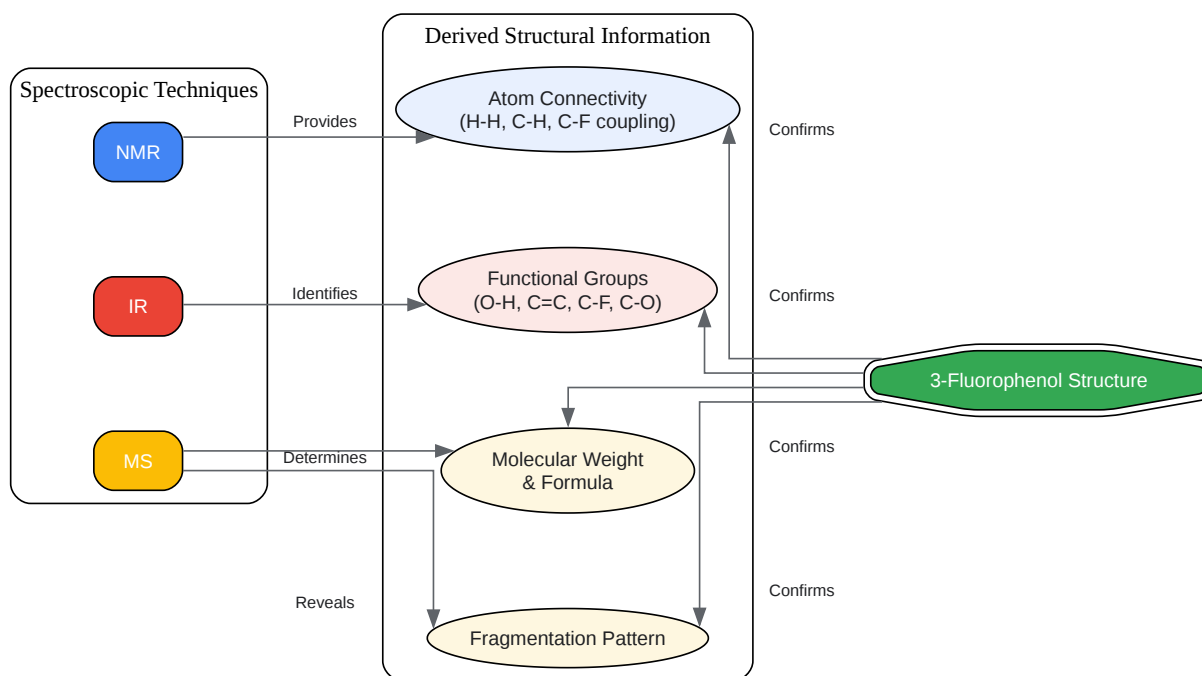 Derived Structural Information
Spectroscopic Techniques
Atom Connectivity
(H-H, C-H, C-F coupling)
NMR
Provides
Confirms
Functional Groups
(O-H, C=C, C-F, C-O)
IR
Identifies
Confirms
3-Fluorophenol Structure
MS
Determines
Molecular Weight
& Formula
Confirms
Reveals
Confirms
Fragmentation Pattern